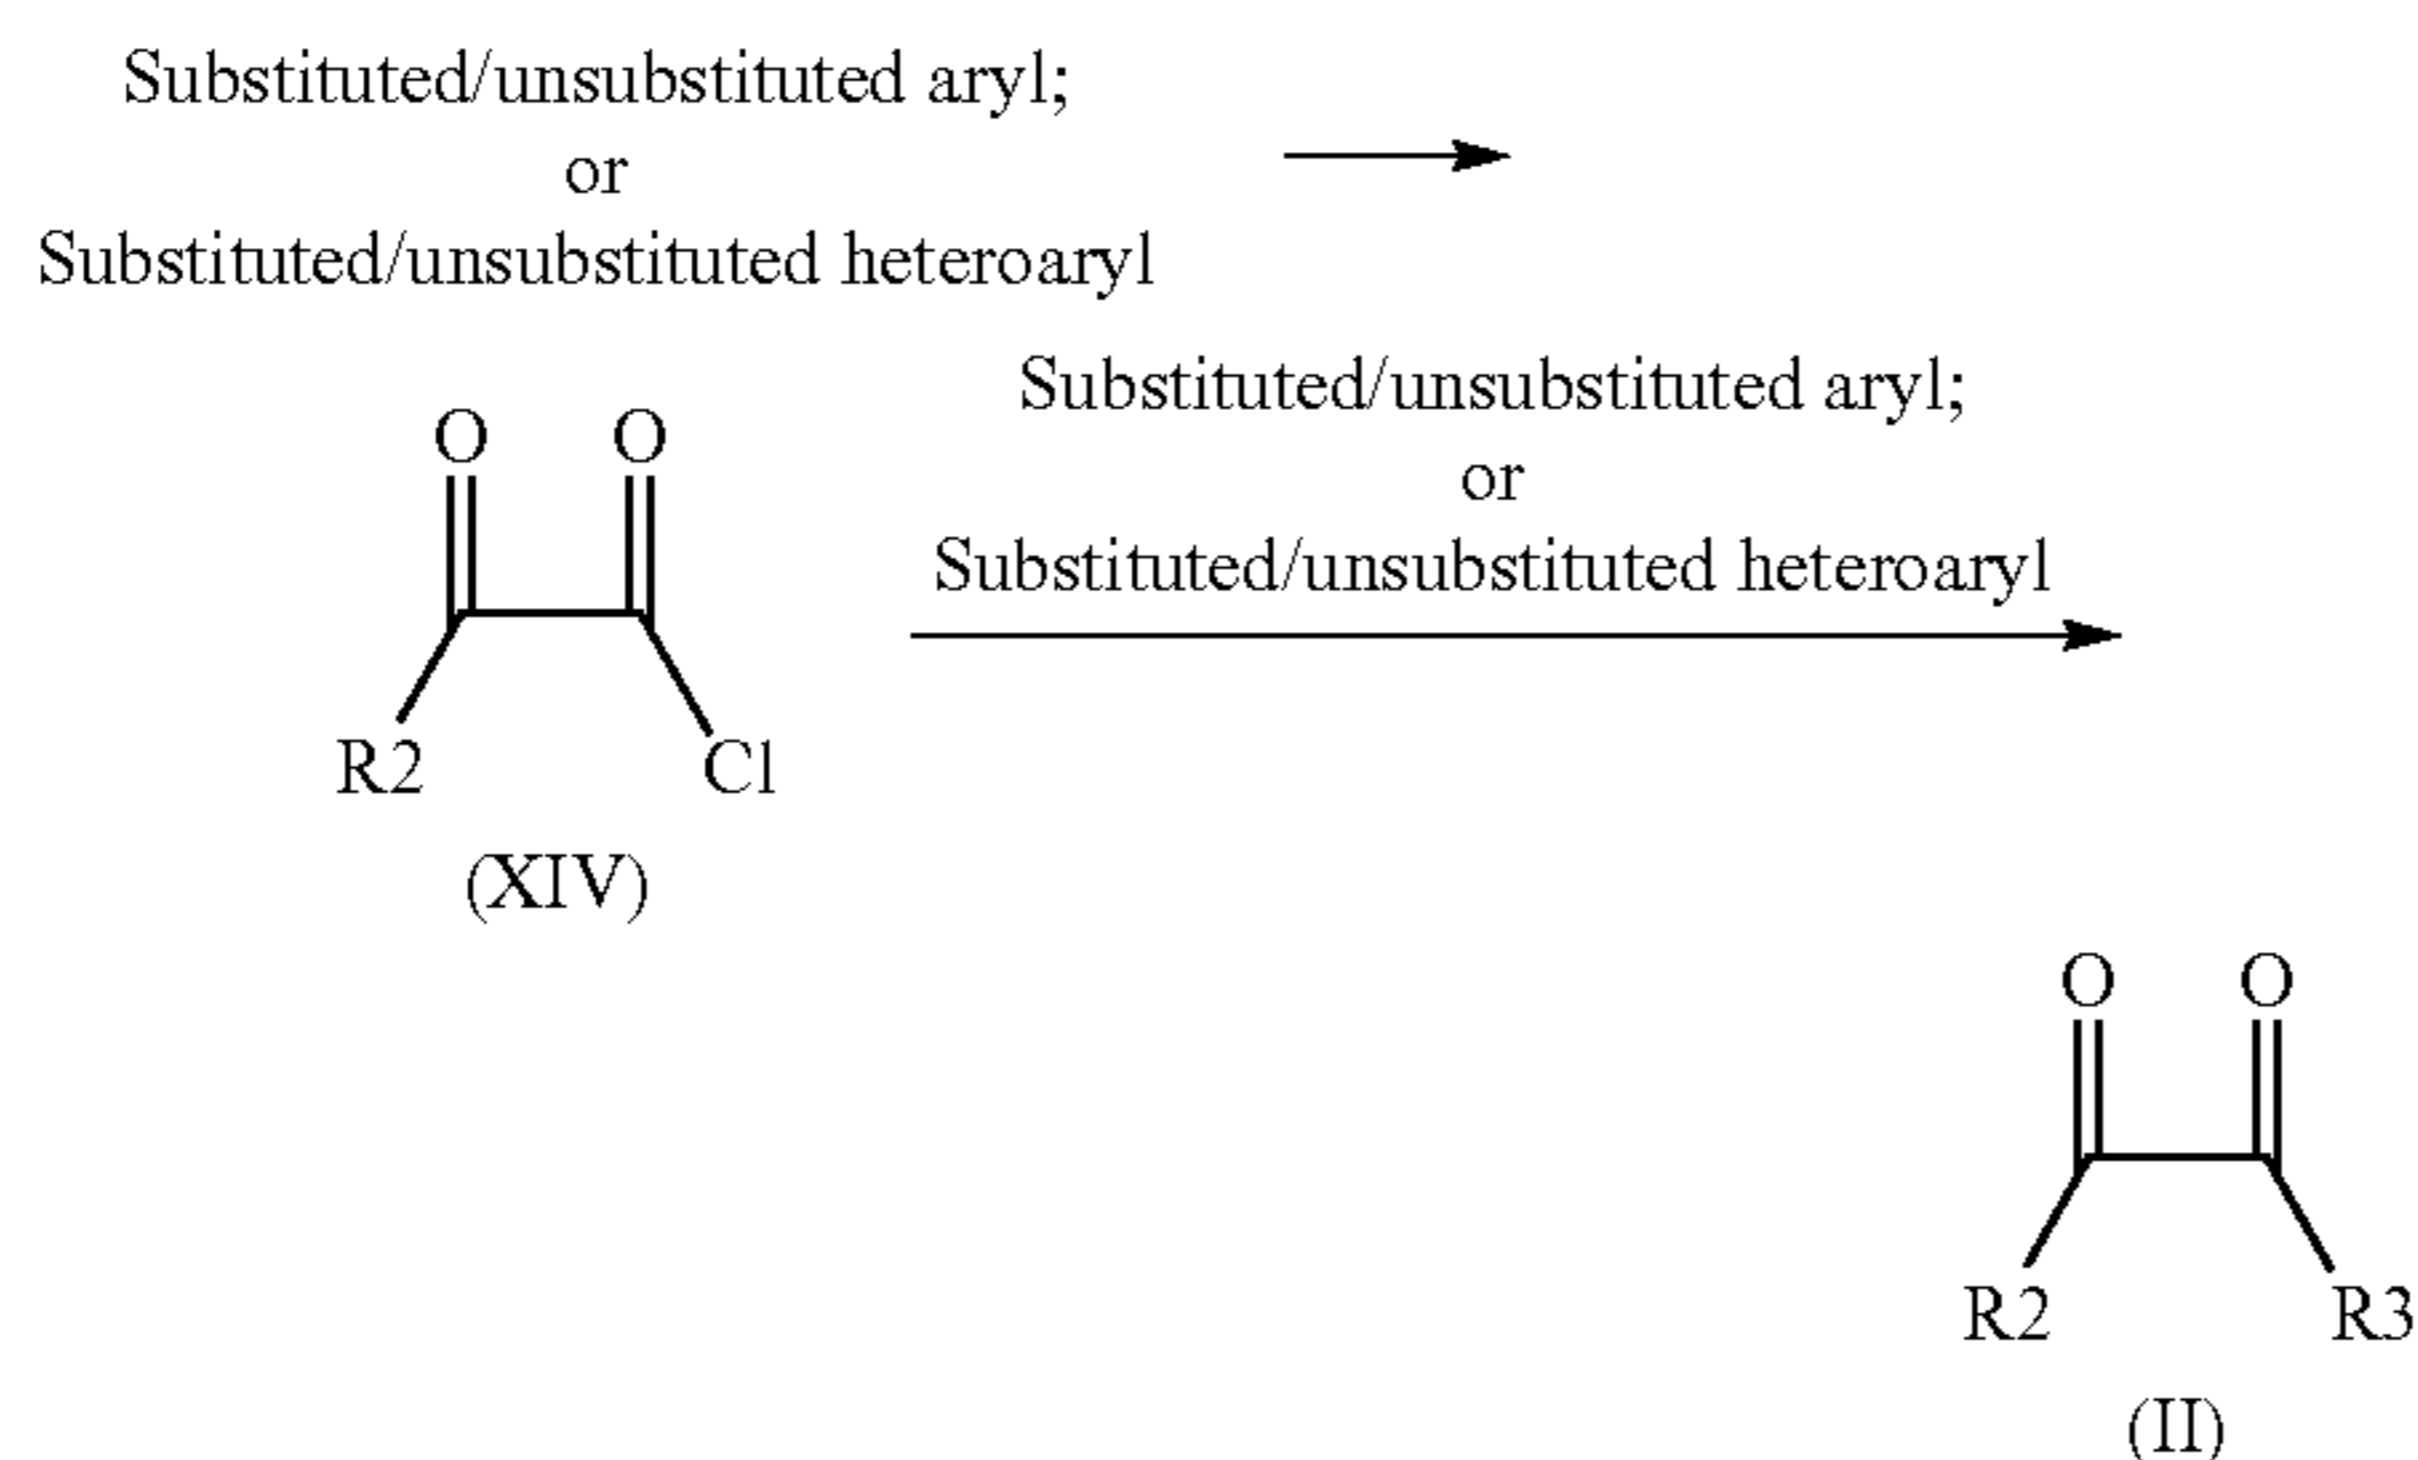 Substituted/unsubstituted aryl;
or
Substituted/unsubstituted heteroaryl
O O
R2 Cl
(XIV)
Substituted/unsubstituted aryl;
or
Substituted/unsubstituted heteroaryl
O O
R2 R3
(II)